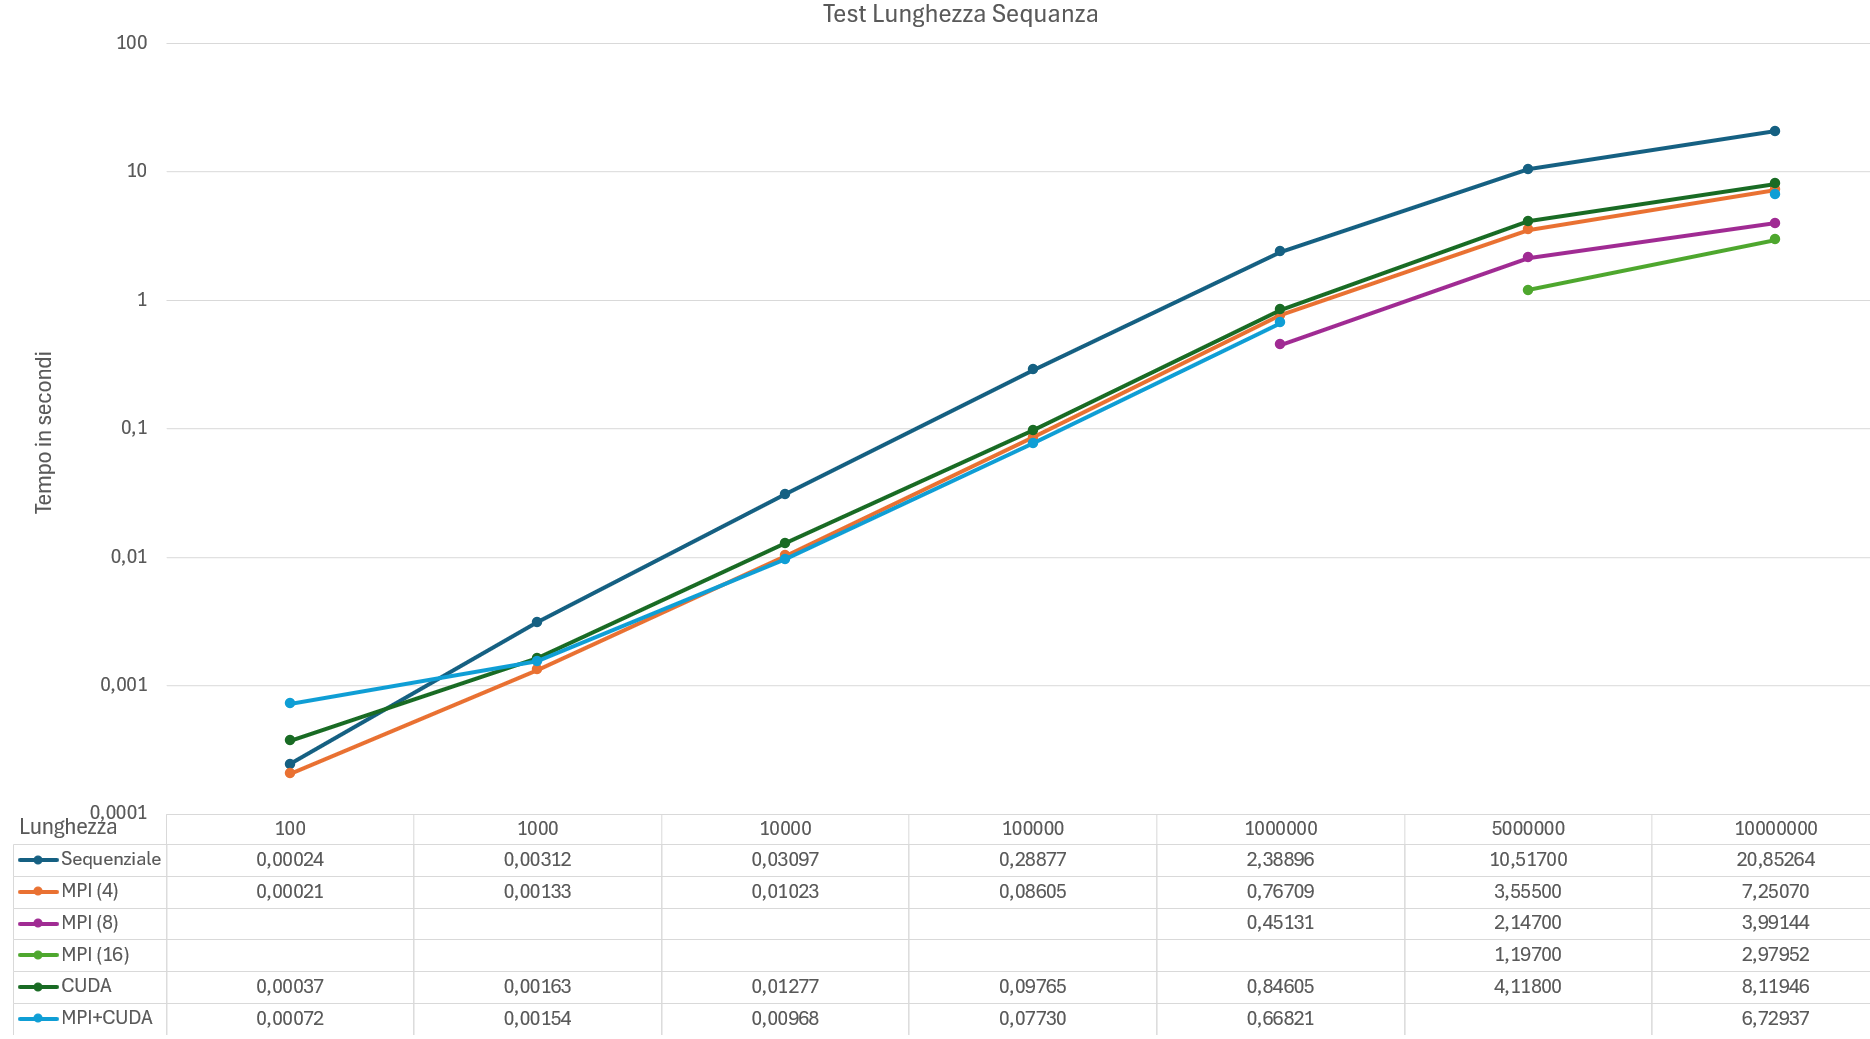 Test Lunghezza Sequanza
100
10
1
0,1
0,01
0,001
0,0001
Tempo in secondi
Lunghezza 100 1000 10000 100000 1000000 5000000 10000000
Sequenziale 0,00024 0,00312 0,03097 0,28877 2,38896 10,51700 20,85264
MPI (4) 0,00021 0,00133 0,01023 0,08605 0,76709 3,55500 7,25070
MPI (8) 0,45131 2,14700 3,99144
MPI (16) 1,19700 2,97952
CUDA 0,00037 0,00163 0,01277 0,09765 0,84605 4,11800 8,11946
MPI+CUDA 0,00072 0,00154 0,00968 0,07730 0,66821 6,72937